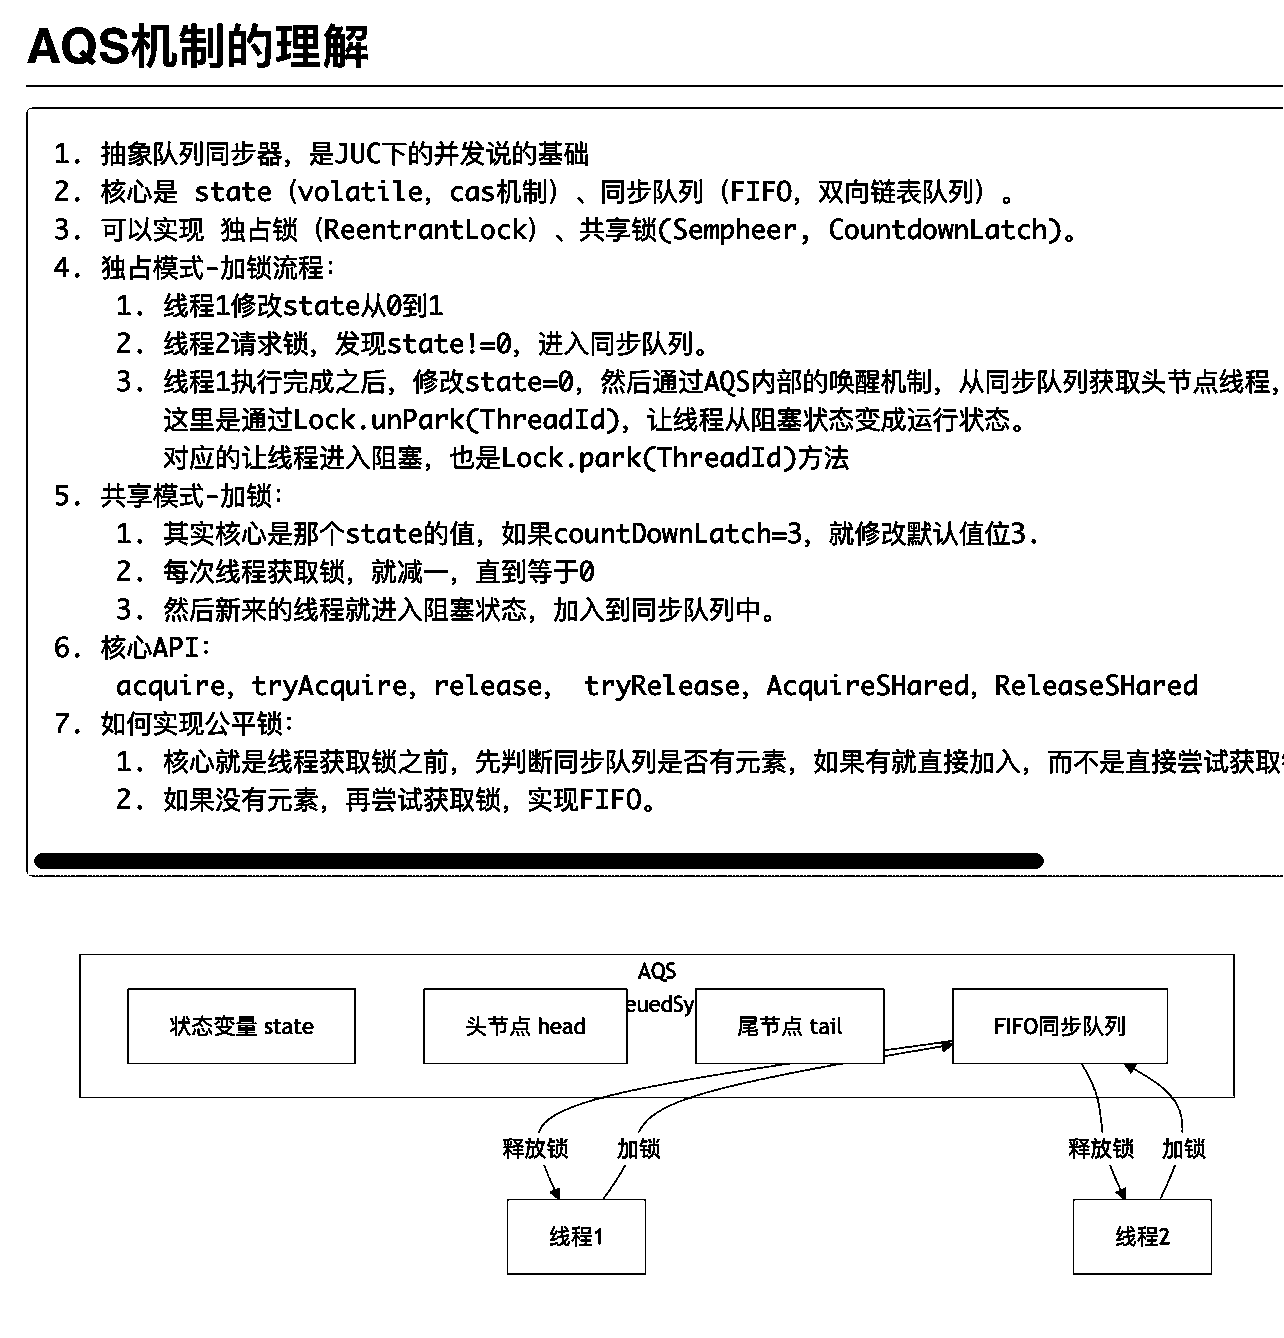 AQS机制的理解
1. 抽象队列同步器，是JUC下的并发说的基础
2. 核心是 state（volatile，cas机制）、同步队列（FIFO，双向链表队列）。
3. 可以实现 独占锁（ReentrantLock）、共享锁(Sempheer, CountdownLatch)。
4. 独占模式-加锁流程：
1. 线程1修改state从0到1
2. 线程2请求锁，发现state!=0，进入同步队列。
3. 线程1执行完成之后，修改state=0，然后通过AQS内部的唤醒机制，从同步队列获取头节点线程，
这里是通过Lock.unPark(ThreadId)，让线程从阻塞状态变成运行状态。
对应的让线程进入阻塞，也是Lock.park(ThreadId)方法
5. 共享模式-加锁：
1. 其实核心是那个state的值，如果countDownLatch=3，就修改默认值位3.
2. 每次线程获取锁，就减一，直到等于0
3. 然后新来的线程就进入阻塞状态，加入到同步队列中。
6. 核心API：
acquire，tryAcquire，release， tryRelease，AcquireSHared，ReleaseSHared
7. 如何实现公平锁：
1. 核心就是线程获取锁之前，先判断同步队列是否有元素，如果有就直接加入，而不是直接尝试获取
2. 如果没有元素，再尝试获取锁，实现FIFO。
AQS
euedSy
状态变量 state
头节点 head
尾节点 tail
FIFO同步队列
释放锁
加锁
释放锁
加锁
线程1
线程2